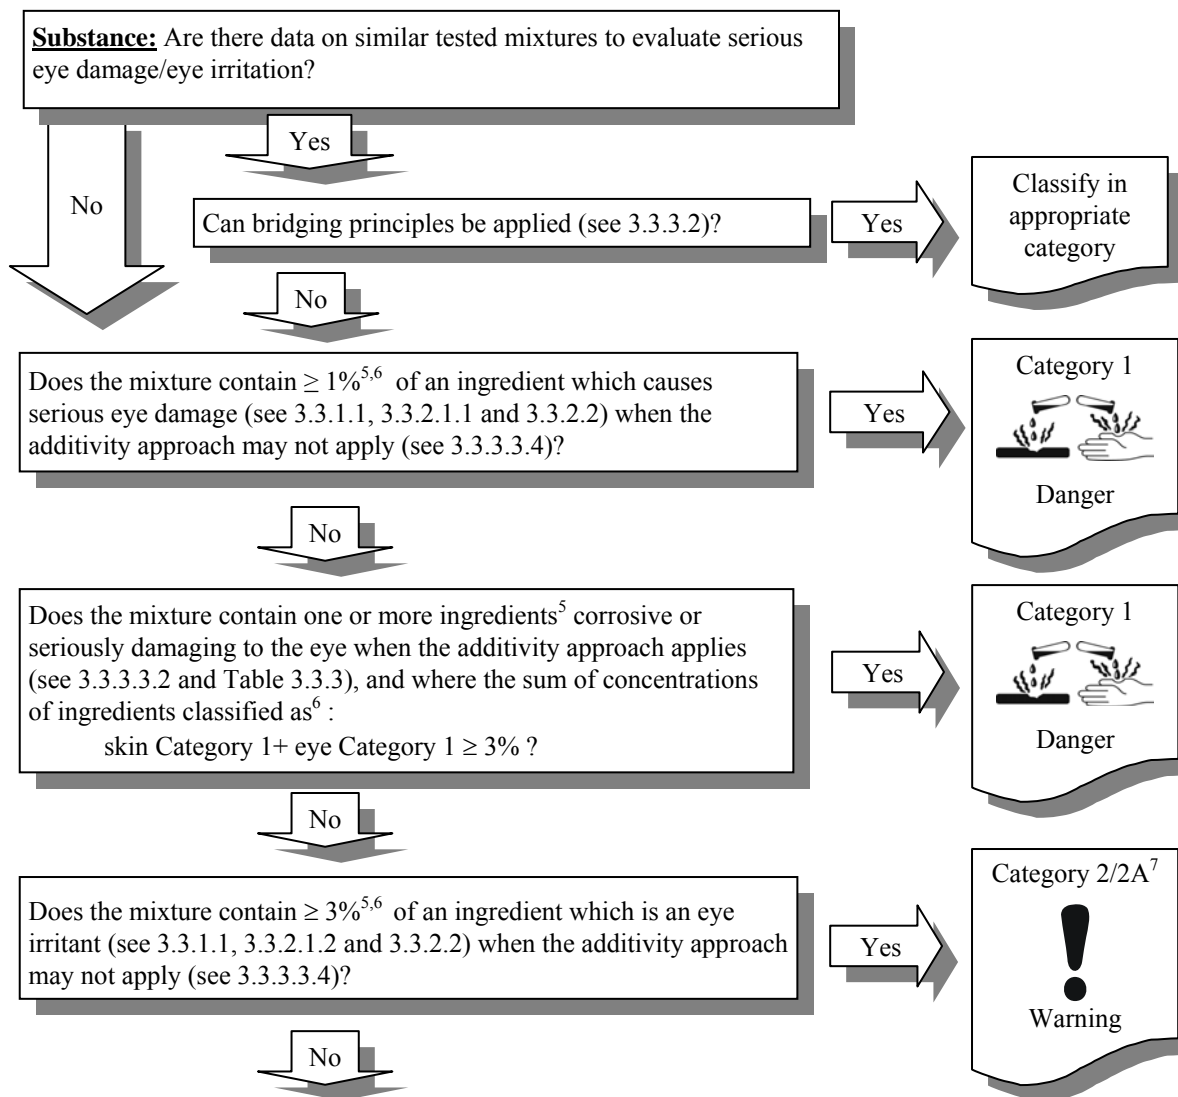 Substance: Are there data on similar tested mixtures to evaluate serious
eye damage/eye irritation?
Yes
No
Can bridging principles be applied (see 3.3.3.2)?
Yes
Classify in
appropriate
category
No
Does the mixture contain ≥ 1%5,6 of an ingredient which causes
serious eye damage (see 3.3.1.1, 3.3.2.1.1 and 3.3.2.2) when the
additivity approach may not apply (see 3.3.3.3.4)?
Yes
Category 1
Danger
No
Does the mixture contain one or more ingredients5 corrosive or
seriously damaging to the eye when the additivity approach applies
(see 3.3.3.3.2 and Table 3.3.3), and where the sum of concentrations
of ingredients classified as6 :
skin Category 1+ eye Category 1 ≥ 3% ?
Yes
Category 1
Danger
No
Does the mixture contain ≥ 3%5,6 of an ingredient which is an eye
irritant (see 3.3.1.1, 3.3.2.1.2 and 3.3.2.2) when the additivity approach
may not apply (see 3.3.3.3.4)?
Yes
Category 2/2A7
Warning
No